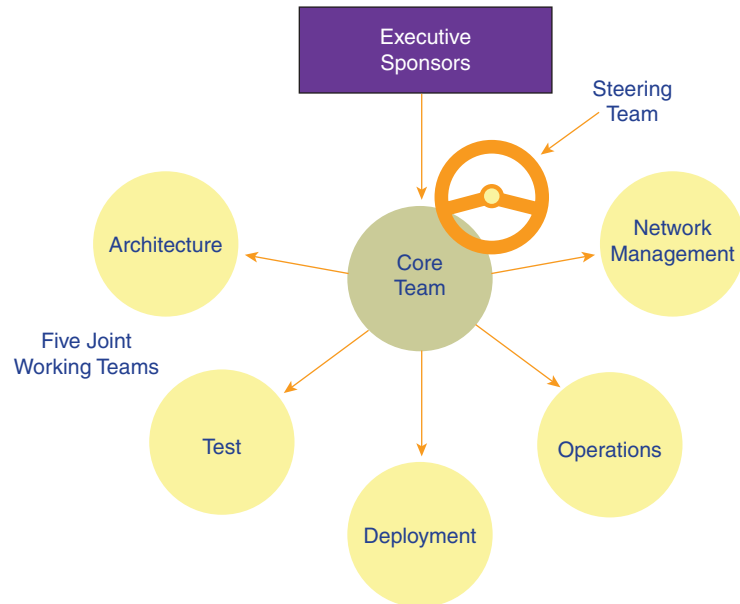 Executive
Sponsors
Steering
Team
Architecture
Core
Team
Network
Management
Five Joint
Working Teams
Test
Operations
Deployment